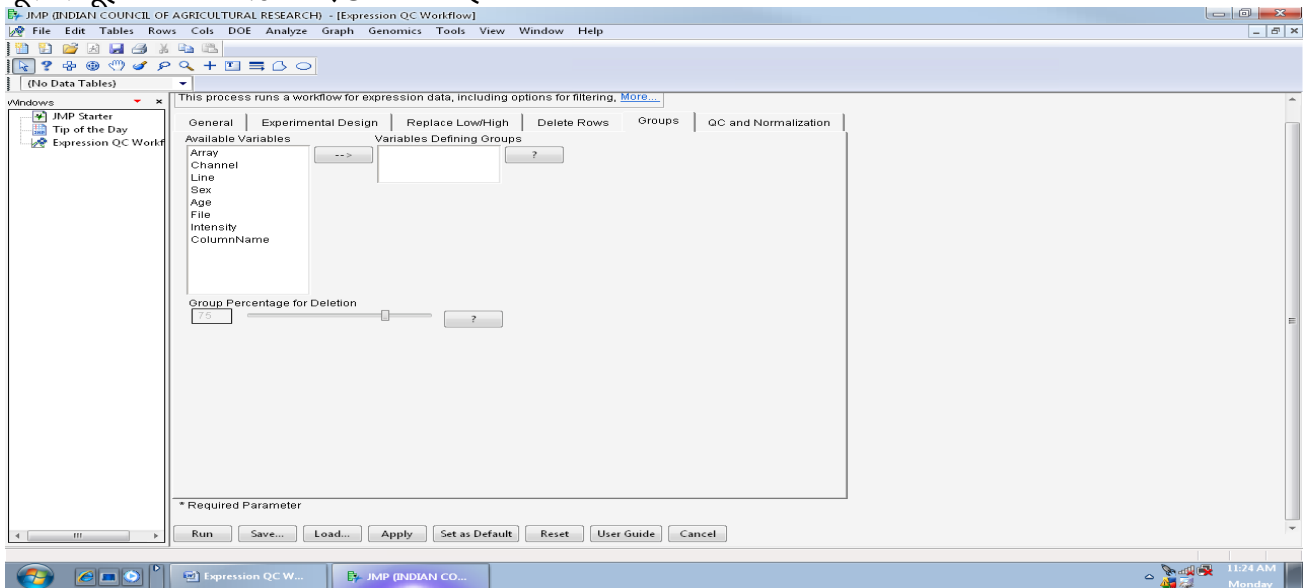 JMP (INDIAN COUNCIL OF AGRICULTURAL RESEARCH) - [Expression QC Workflow]
File Edit Tables Rows Cols DOE Analyze Graph Genomics Tools View Window Help
(No Data Tables)
Windows
JMP Starter
Tip of the Day
Expression QC Workf
This process runs a workflow for expression data, including options for filtering, More...
General Experimental Design Replace Low/High Delete Rows Groups QC and Normalization
Available Variables Variables Defining Groups
Array
Channel
Line
Sex
Age
File
Intensity
ColumnName
--> ?
Group Percentage for Deletion
75 ?
* Required Parameter
Run Save... Load... Apply Set as Default Reset User Guide Cancel
Expression QC W... JMP (INDIAN CO...
11:24 AM
Monday